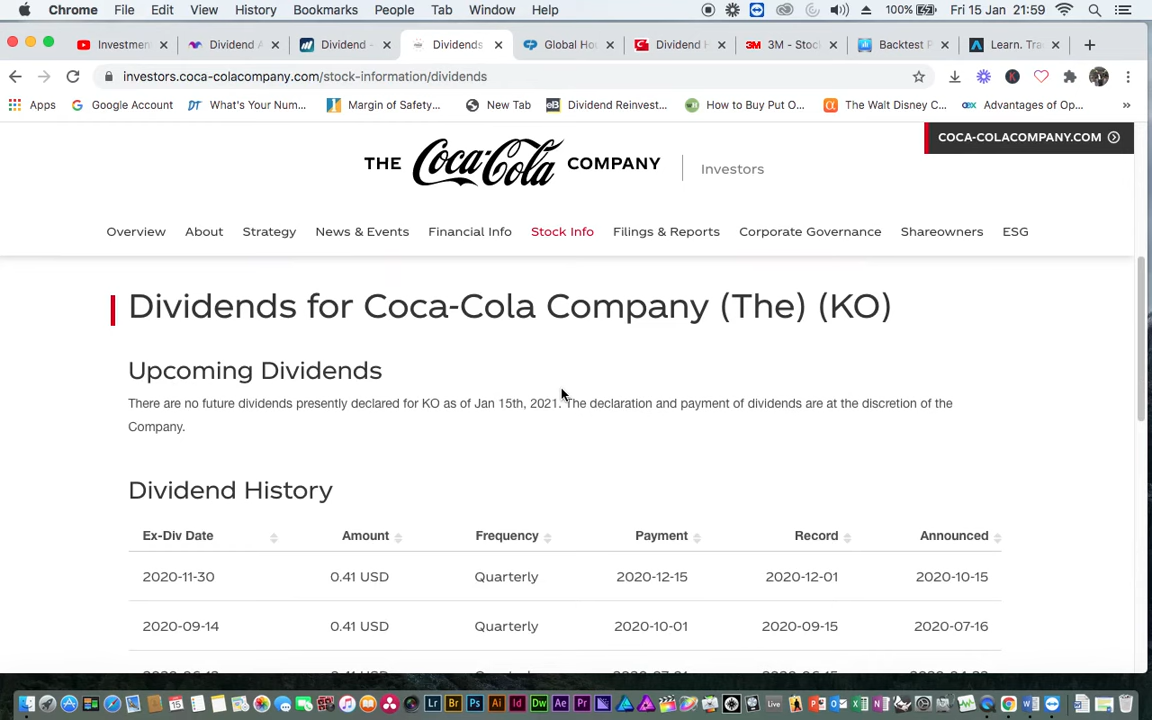 Chrome File Edit View History Bookmarks People Tab Window Help 100% Fri 15 Jan 21:59
Investmen Dividend A Dividend - Dividends Global Ho Dividend H 3M - Stoc Backtest P Learn. Tra
investors.coca-colacompany.com/stock-information/dividends
Apps Google Account What's Your Num... Margin of Safety... New Tab Dividend Reinvest... How to Buy Put O... The Walt Disney C... Advantages of Op... »
COCA-COLACOMPANY.COM
THE Coca-Cola COMPANY Investors
Overview About Strategy News & Events Financial Info Stock Info Filings & Reports Corporate Governance Shareowners ESG
Dividends for Coca-Cola Company (The) (KO)
Upcoming Dividends
There are no future dividends presently declared for KO as of Jan 15th, 2021. The declaration and payment of dividends are at the discretion of the
Company.
Dividend History
Ex-Div Date Amount Frequency Payment Record Announced
2020-11-30 0.41 USD Quarterly 2020-12-15 2020-12-01 2020-10-15
2020-09-14 0.41 USD Quarterly 2020-10-01 2020-09-15 2020-07-16